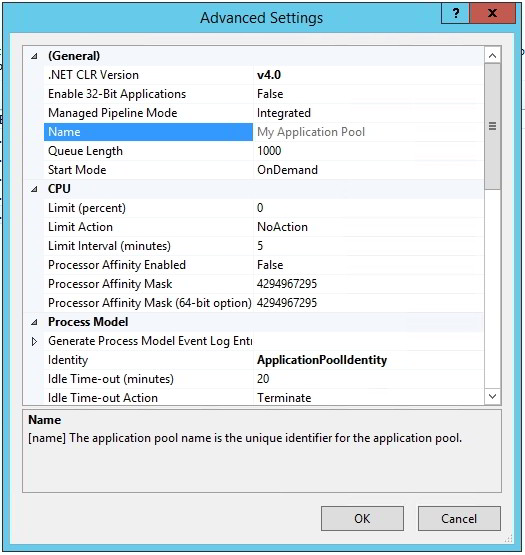 Advanced Settings
?
x
(General)
.NET CLR Version v4.0
Enable 32-Bit Applications False
Managed Pipeline Mode Integrated
Name My Application Pool
Queue Length 1000
Start Mode OnDemand
CPU
Limit (percent) 0
Limit Action NoAction
Limit Interval (minutes) 5
Processor Affinity Enabled False
Processor Affinity Mask 4294967295
Processor Affinity Mask (64-bit option) 4294967295
Process Model
Generate Process Model Event Log Entr
Identity ApplicationPoolIdentity
Idle Time-out (minutes) 20
Idle Time-out Action Terminate
Name
[name] The application pool name is the unique identifier for the application pool.
OK Cancel